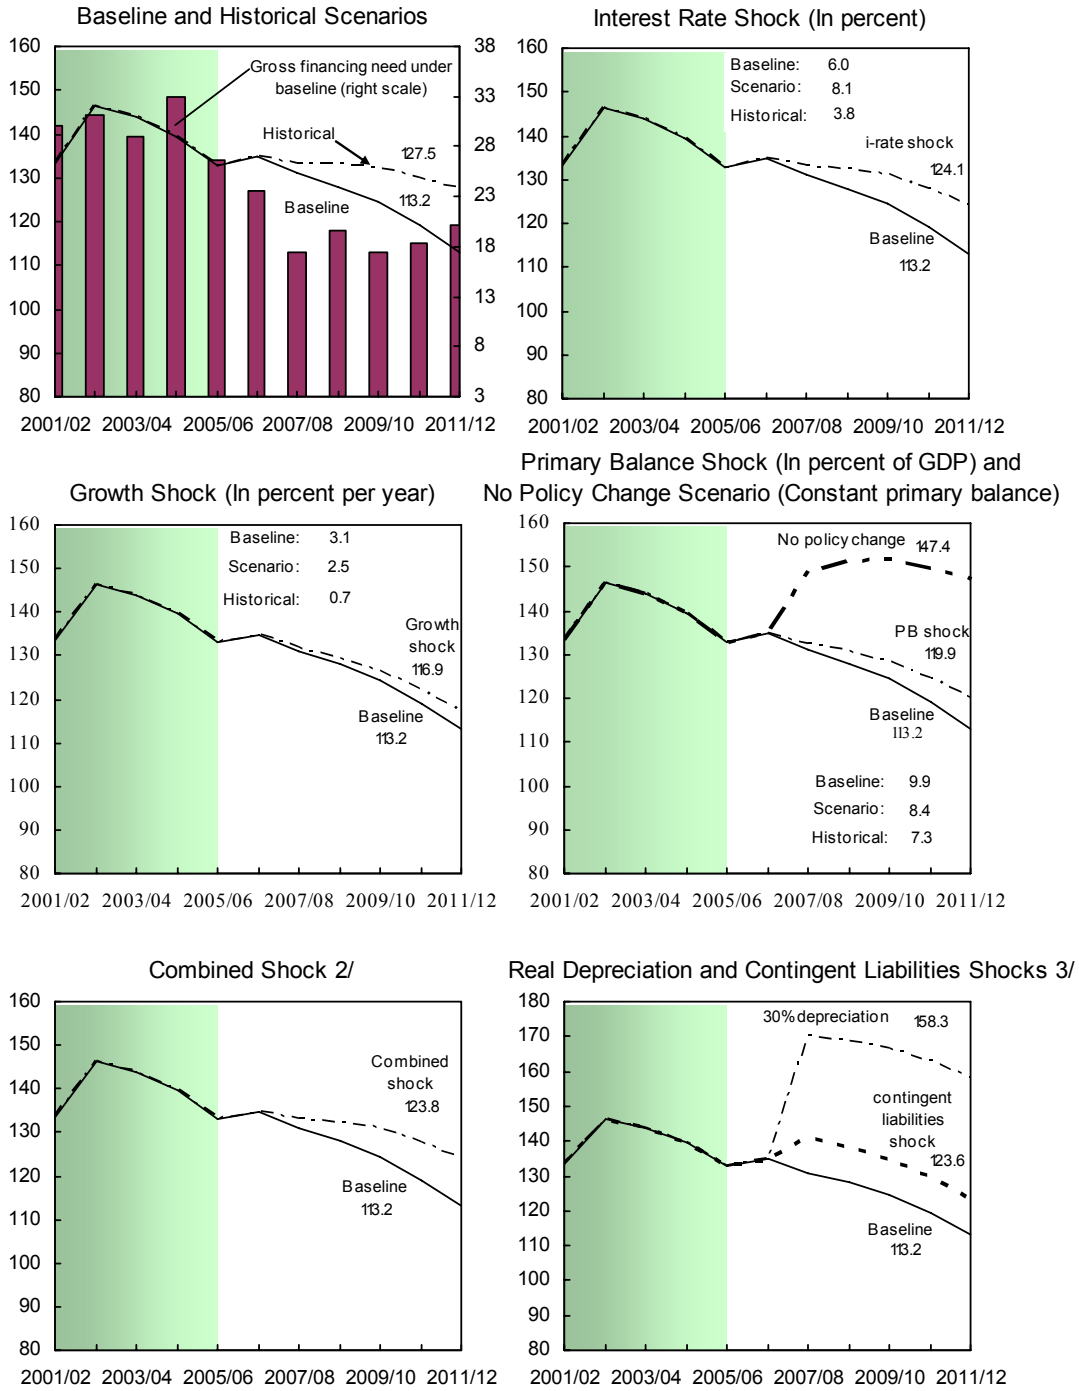 Baseline and Historical Scenarios
160
150
140
130
120
110
100
90
80
38
33
28
23
18
13
8
3
Gross financing need under
baseline (right scale)
Historical
127.5
113.2
Baseline
2001/02 2003/04 2005/06 2007/08 2009/10 2011/12
Interest Rate Shock (In percent)
160
150
140
130
120
110
100
90
80
Baseline: 6.0
Scenario: 8.1
Historical: 3.8
i-rate shock
124.1
Baseline
113.2
2001/02 2003/04 2005/06 2007/08 2009/10 2011/12
Growth Shock (In percent per year)
160
150
140
130
120
110
100
90
80
Baseline: 3.1
Scenario: 2.5
Historical: 0.7
Growth
shock
116.9
Baseline
113.2
2001/02 2003/04 2005/06 2007/08 2009/10 2011/12
Primary Balance Shock (In percent of GDP) and
No Policy Change Scenario (Constant primary balance)
160
150
140
130
120
110
100
90
80
No policy change 147.4
PB shock
119.9
Baseline
113.2
Baseline: 9.9
Scenario: 8.4
Historical: 7.3
2001/02 2003/04 2005/06 2007/08 2009/10 2011/12
Combined Shock 2/
160
150
140
130
120
110
100
90
80
Combined
shock
123.8
Baseline
113.2
2001/02 2003/04 2005/06 2007/08 2009/10 2011/12
Real Depreciation and Contingent Liabilities Shocks 3/
180
170
160
150
140
130
120
110
100
90
80
30% depreciation 158.3
contingent
liabilities
shock
123.6
Baseline
113.2
2001/02 2003/04 2005/06 2007/08 2009/10 2011/12